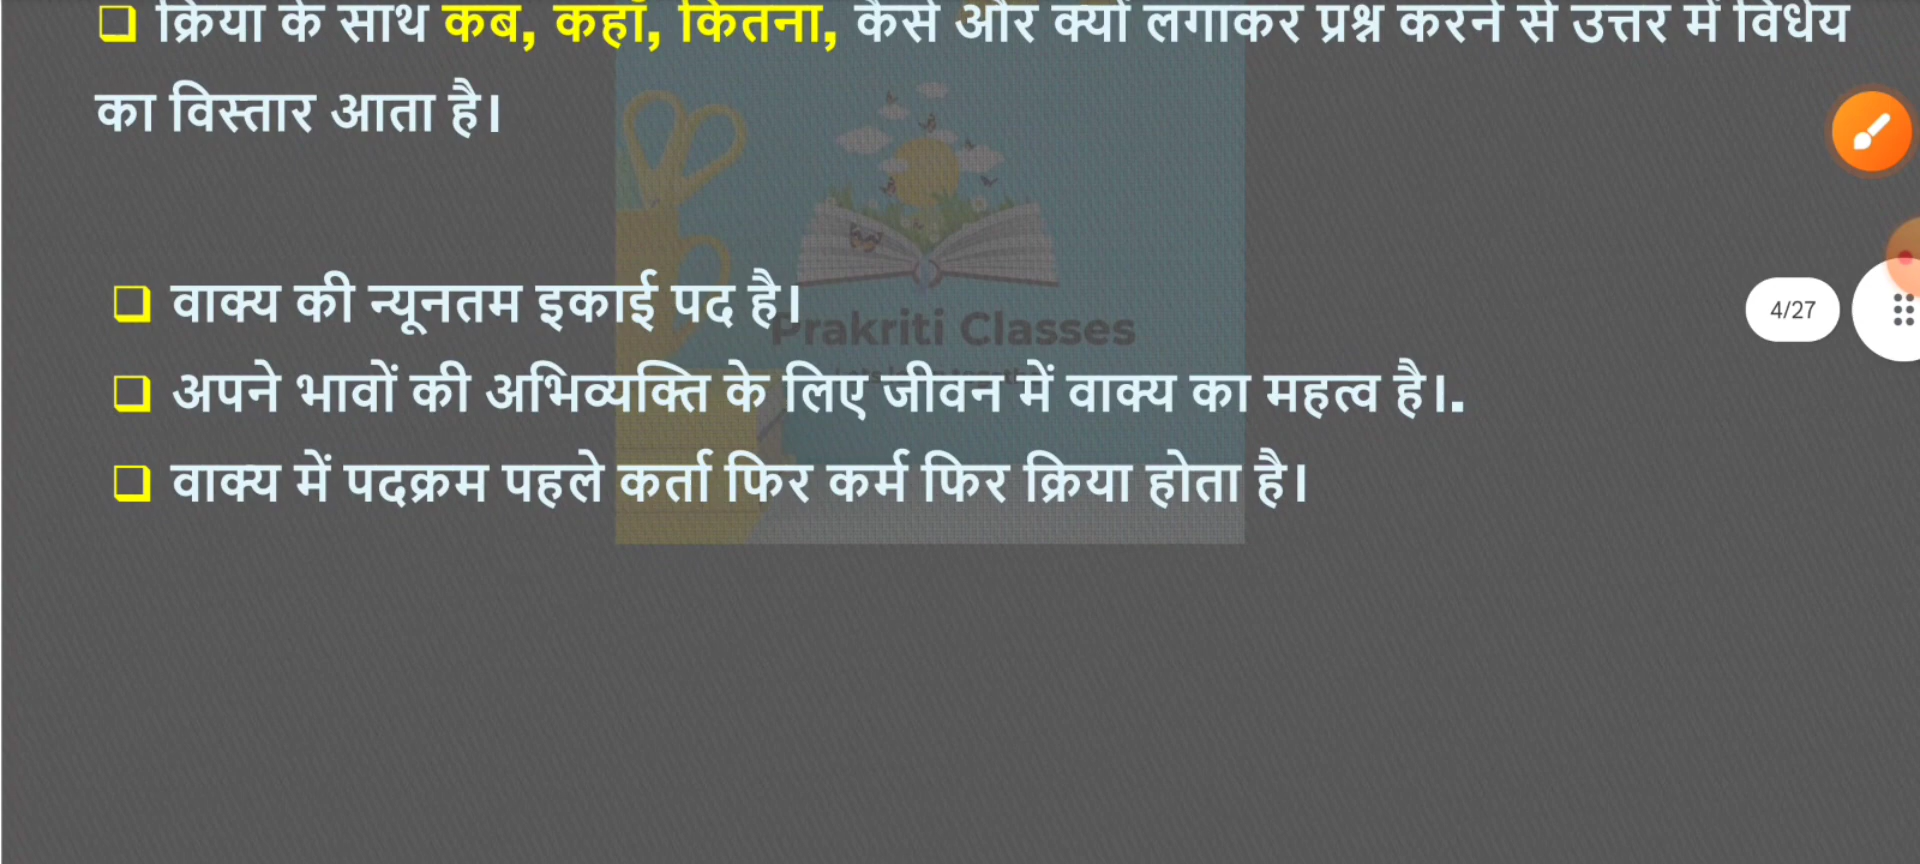 ❑ क्रिया के साथ कब, कहाँ, कितना, कैसे और क्यों लगाकर प्रश्न करने से उत्तर में विधेय
का विस्तार आता है।
❑ वाक्य की न्यूनतम इकाई पद है।
4/27
Prakriti Classes
❑ अपने भावों की अभिव्यक्ति के लिए जीवन में वाक्य का महत्व है।.
❑ वाक्य में पदक्रम पहले कर्ता फिर कर्म फिर क्रिया होता है।